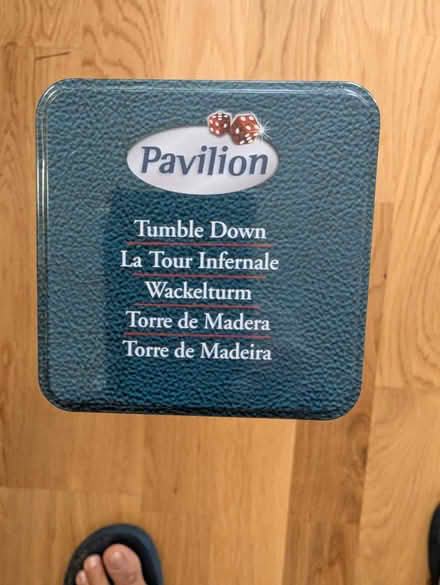 Pavilion
Tumble Down
La Tour Infernale
Wackelturm
Torre de Madera
Torre de Madeira